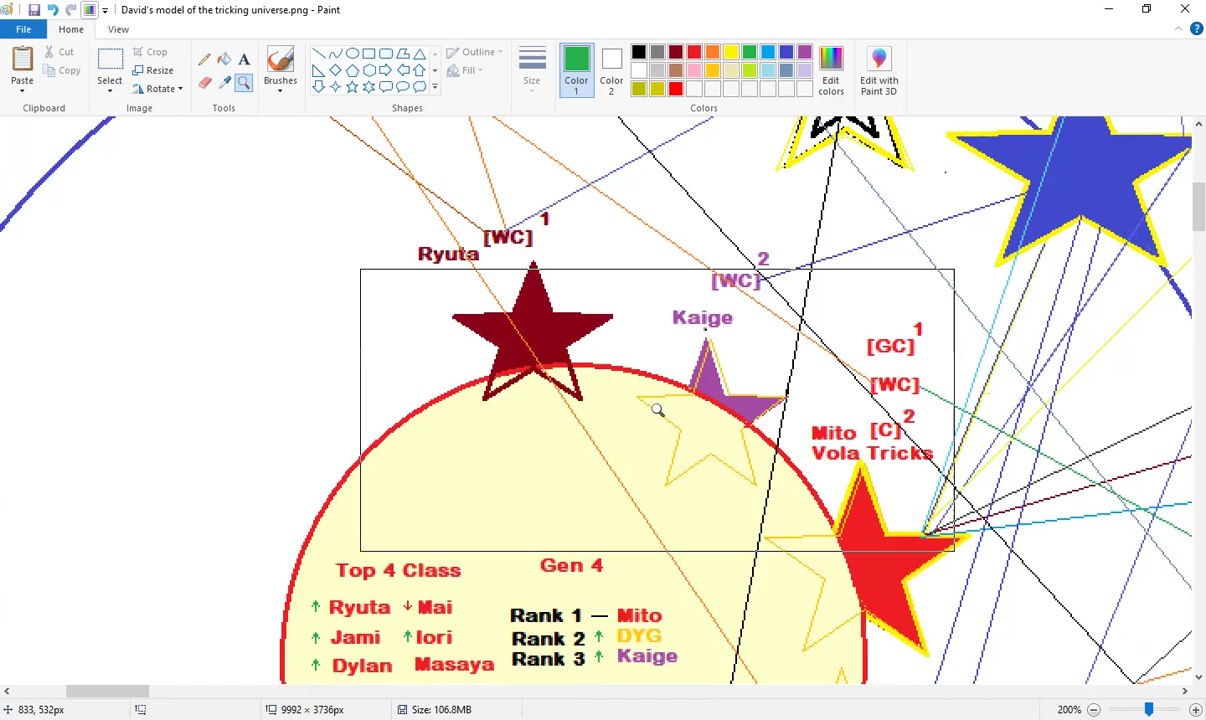 David's model of the tricking universe.png - Paint
File
Home
View
Paste
Cut
Copy
Clipboard
Select
Crop
Resize
Rotate
Image
A
Tools
Brushes
Outline
Fill
Shapes
Size
Color
1
Color
2
Edit
colors
Edit with
Paint 3D
Colors
1
[WC]
Ryuta
2
[WC]
Kaige
1
[GC]
[WC]
2
Mito [C]
Vola Tricks
Top 4 Class
Gen 4
Ryuta Mai
Jami Iori
Dylan Masaya
Rank 1 — Mito
Rank 2 DYG
Rank 3 Kaige
833, 532px
9992 × 3736px
Size: 106.8MB
200%